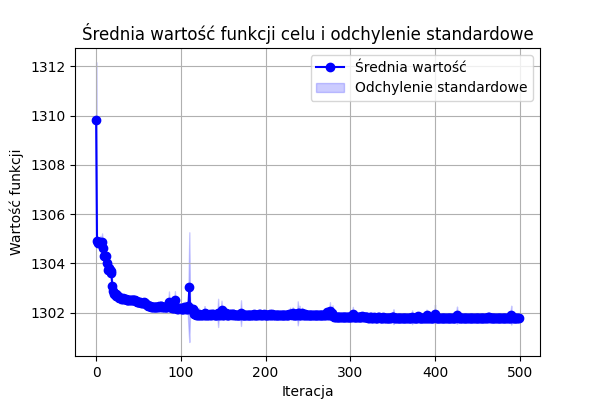 Średnia wartość funkcji celu i odchylenie standardowe
Średnia wartość
Odchylenie standardowe
Wartość funkcji
1312
1310
1308
1306
1304
1302
0 100 200 300 400 500
Iteracja